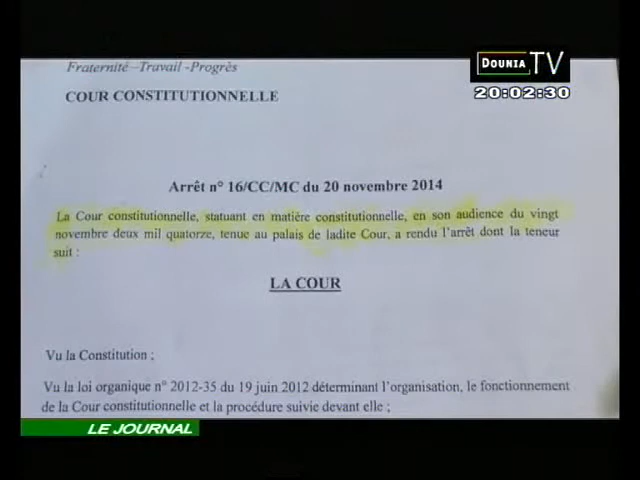 DOUNIA TV
20:02:30
Fraternité–Travail -Progrès
COUR CONSTITUTIONNELLE
Arrêt n° 16/CC/MC du 20 novembre 2014
La Cour constitutionnelle, statuant en matière constitutionnelle, en son audience du vingt
novembre deux mil quatorze, tenue au palais de ladite Cour, a rendu l'arrêt dont la teneur
suit :
LA COUR
Vu la Constitution ;
Vu la loi organique n° 2012-35 du 19 juin 2012 déterminant l'organisation, le fonctionnement
de la Cour constitutionnelle et la procédure suivie devant elle ;
LE JOURNAL